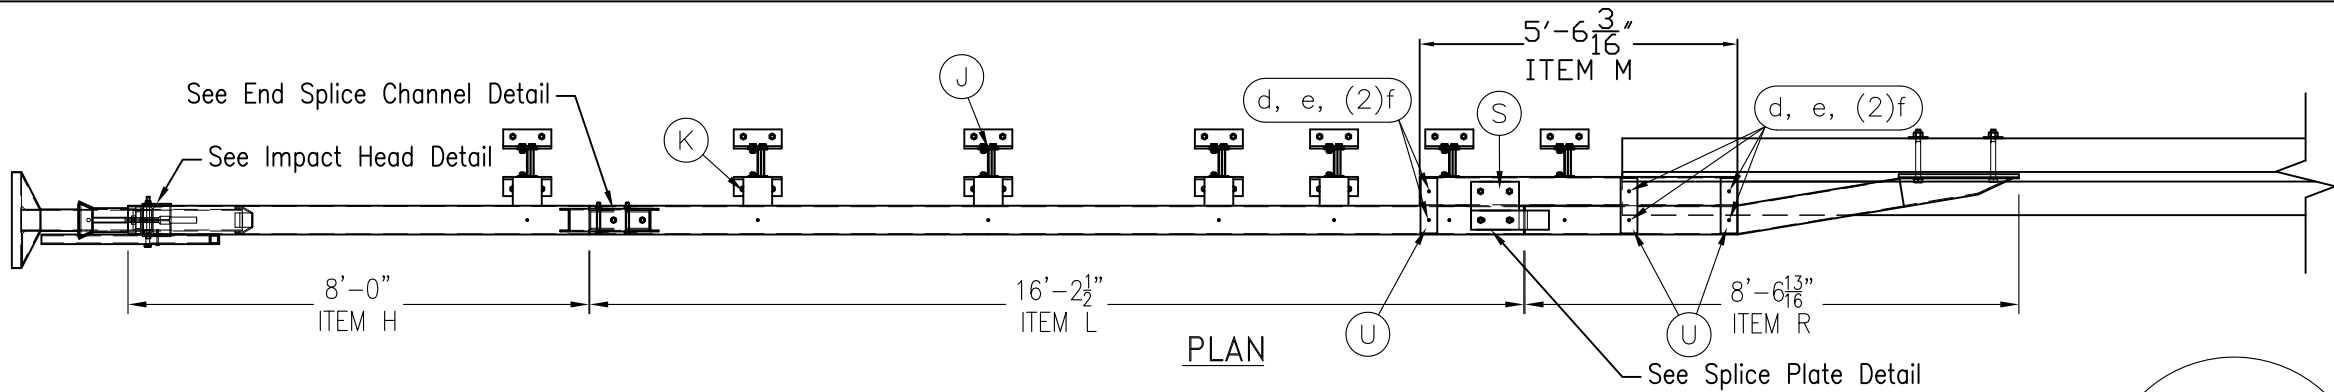 5'-6 3/16"
ITEM M
See End Splice Channel Detail
J
d, e, (2)f
S
d, e, (2)f
K
See Impact Head Detail
8'-0"
ITEM H
16'-2 1/2"
ITEM L
8'-6 13/16"
ITEM R
U
U
PLAN
See Splice Plate Detail